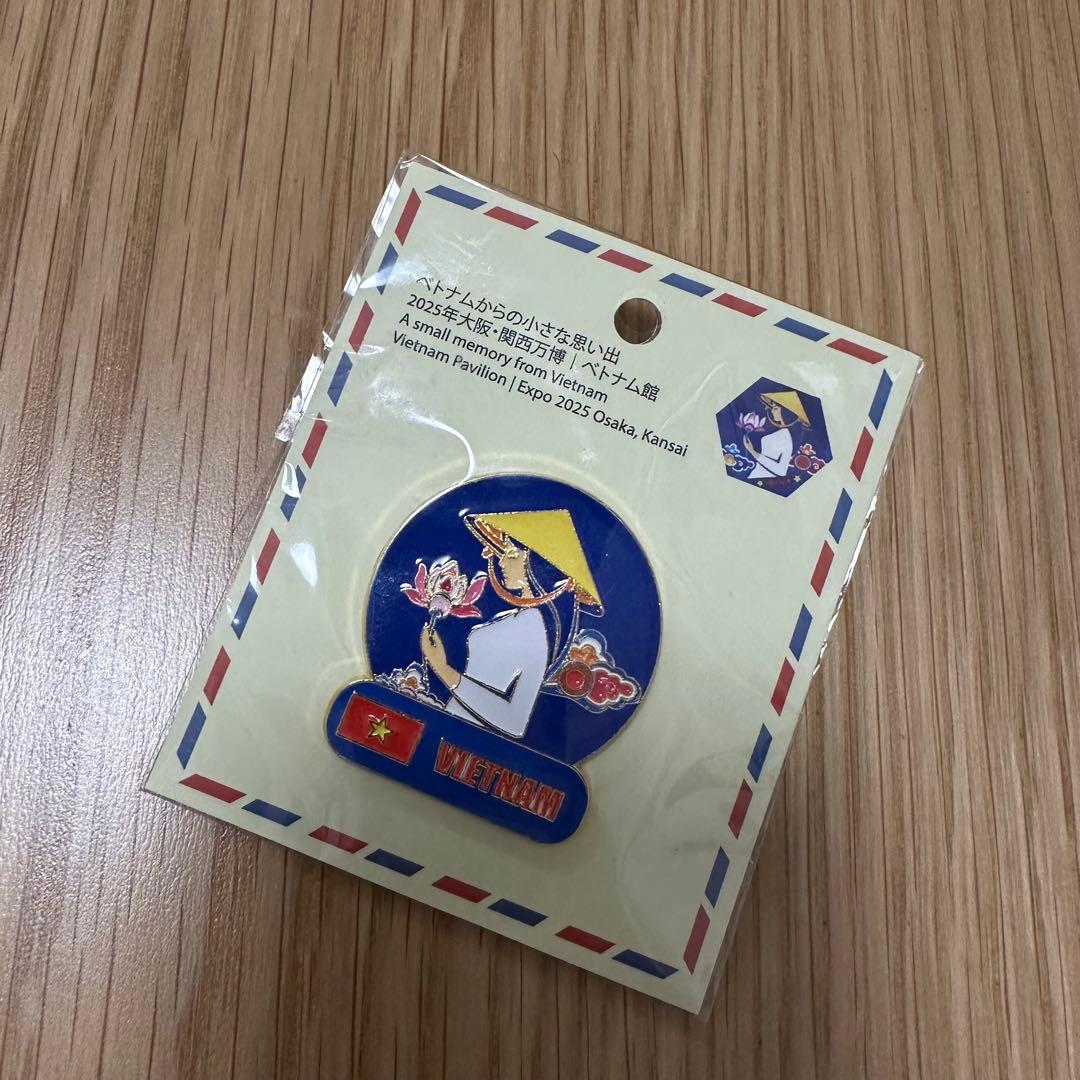 ベトナムからの小さな思い出
2025年大阪・関西万博 | ベトナム館
A small memory from Vietnam
Vietnam Pavilion | Expo 2025 Osaka, Kansai
VIETNAM